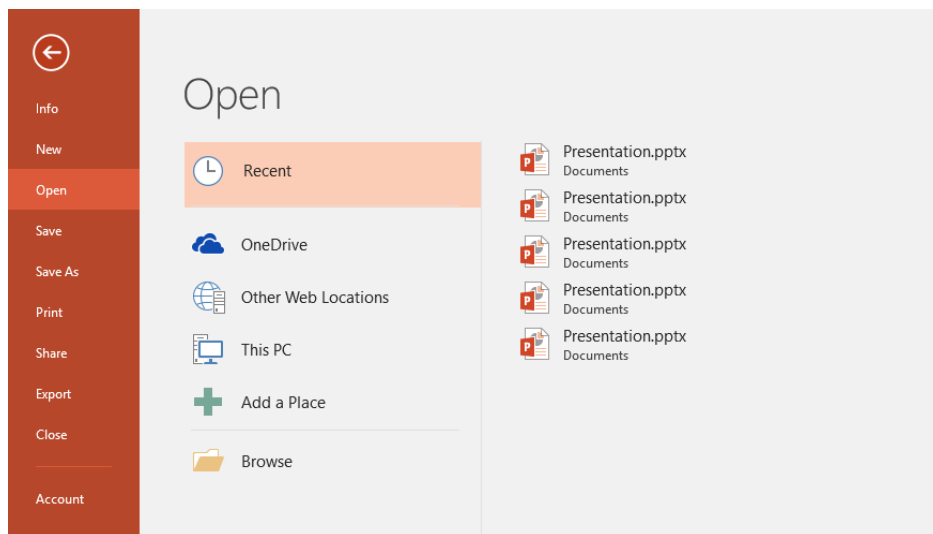 Info
New
Open
Save
Save As
Print
Share
Export
Close
Account
Open
Recent
OneDrive
Other Web Locations
This PC
Add a Place
Browse
P
Presentation.pptx
Documents
P
Presentation.pptx
Documents
P
Presentation.pptx
Documents
P
Presentation.pptx
Documents
P
Presentation.pptx
Documents